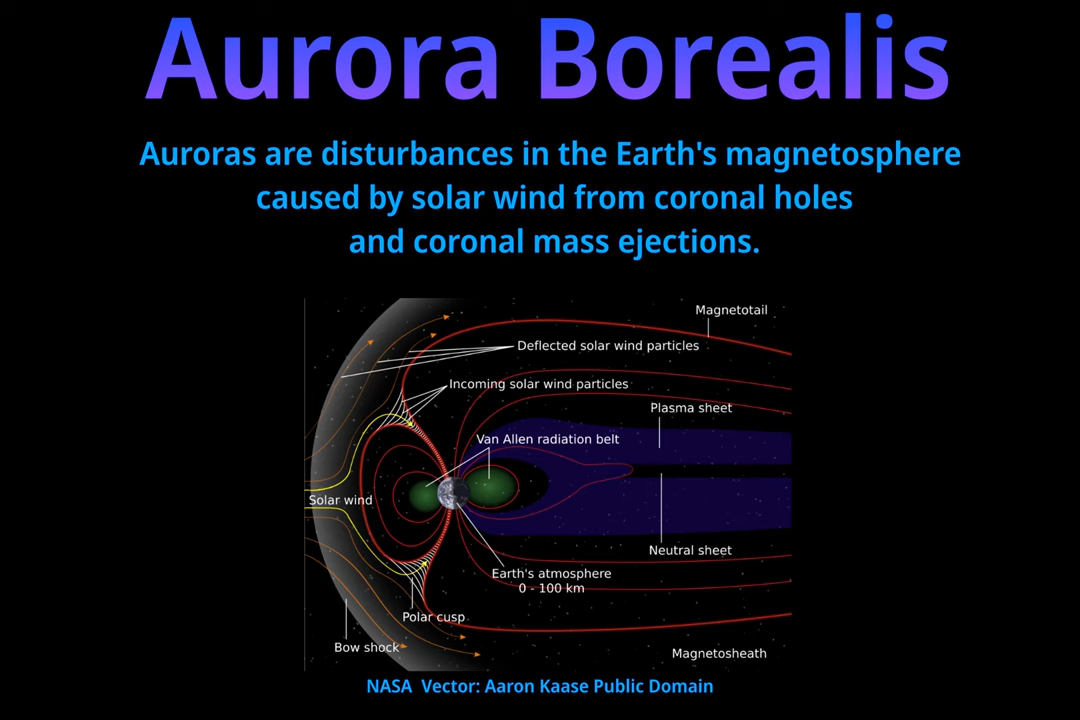 Aurora Borealis
Auroras are disturbances in the Earth's magnetosphere
caused by solar wind from coronal holes
and coronal mass ejections.
Magnetotail
Deflected solar wind particles
Incoming solar wind particles
Plasma sheet
Van Allen radiation belt
Solar wind
Neutral sheet
Earth's atmosphere
0 - 100 km
Polar cusp
Bow shock
Magnetosheath
NASA  Vector: Aaron Kaase Public Domain